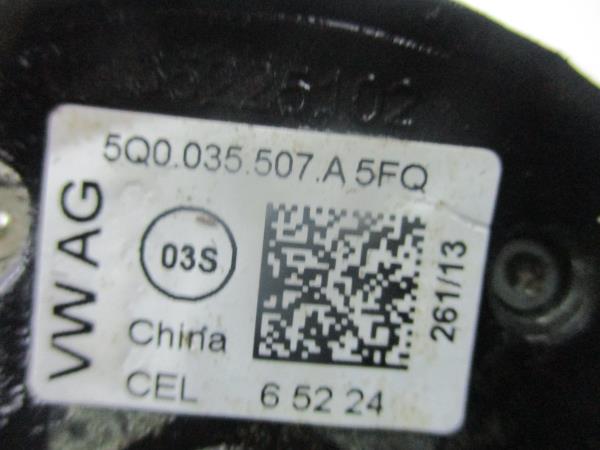 5Q0.035.507.A 5FQ
VW AG
03S
261/13
China
CEL 6 52 24